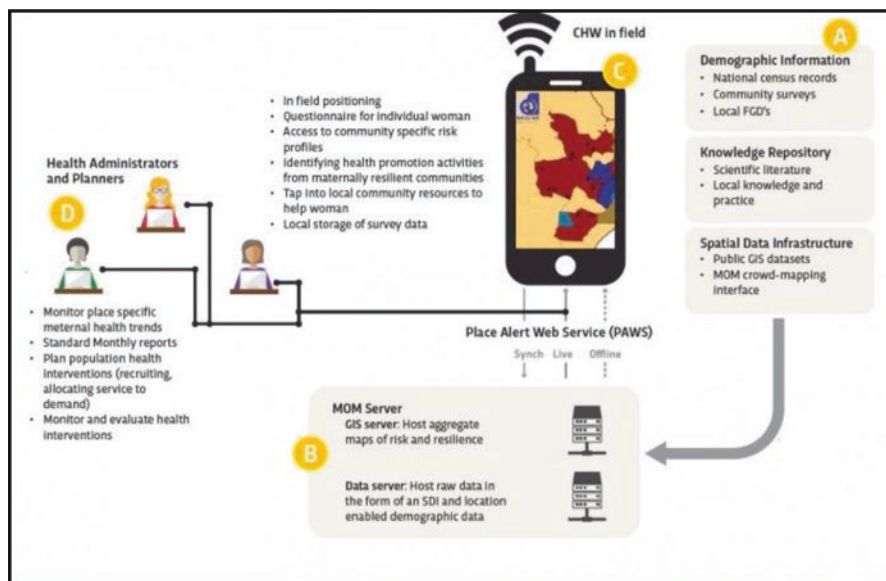 CHW in field
C
A
Demographic Information
• National census records
• Community surveys
• Local FGD's
Knowledge Repository
• Scientific literature
• Local knowledge and
practice
Spatial Data Infrastructure
• Public GIS datasets
• MOM crowd-mapping
interface
• In field positioning
• Questionnaire for individual woman
• Access to community specific risk
profiles
• Identifying health promotion activities
from maternally resilient communities
• Tap into local community resources to
help woman
• Local storage of survey data
Health Administrators
and Planners
D
• Monitor place specific
meternal health trends
• Standard Monthly reports
• Plan population health
interventions (recruiting,
allocating service to
demand)
• Monitor and evaluate health
interventions
Place Alert Web Service (PAWS)
Synch Live Offline
MOM Server
GIS server: Host aggregate
maps of risk and resilience
B
Data server: Host raw data in
the form of an SDI and location
enabled demographic data